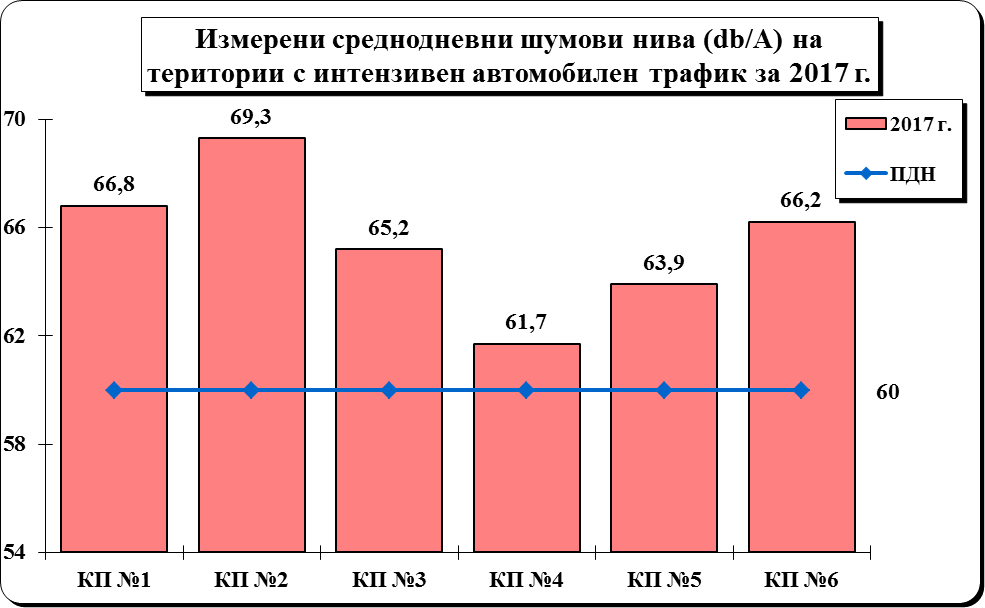 Измерени среднодневни шумови нива (db/A) на
територии с интензивен автомобилен трафик за 2017 г.
2017 г.
ПДН
70
66
62
58
54
66,8
69,3
65,2
61,7
63,9
66,2
60
КП №1
КП №2
КП №3
КП №4
КП №5
КП №6